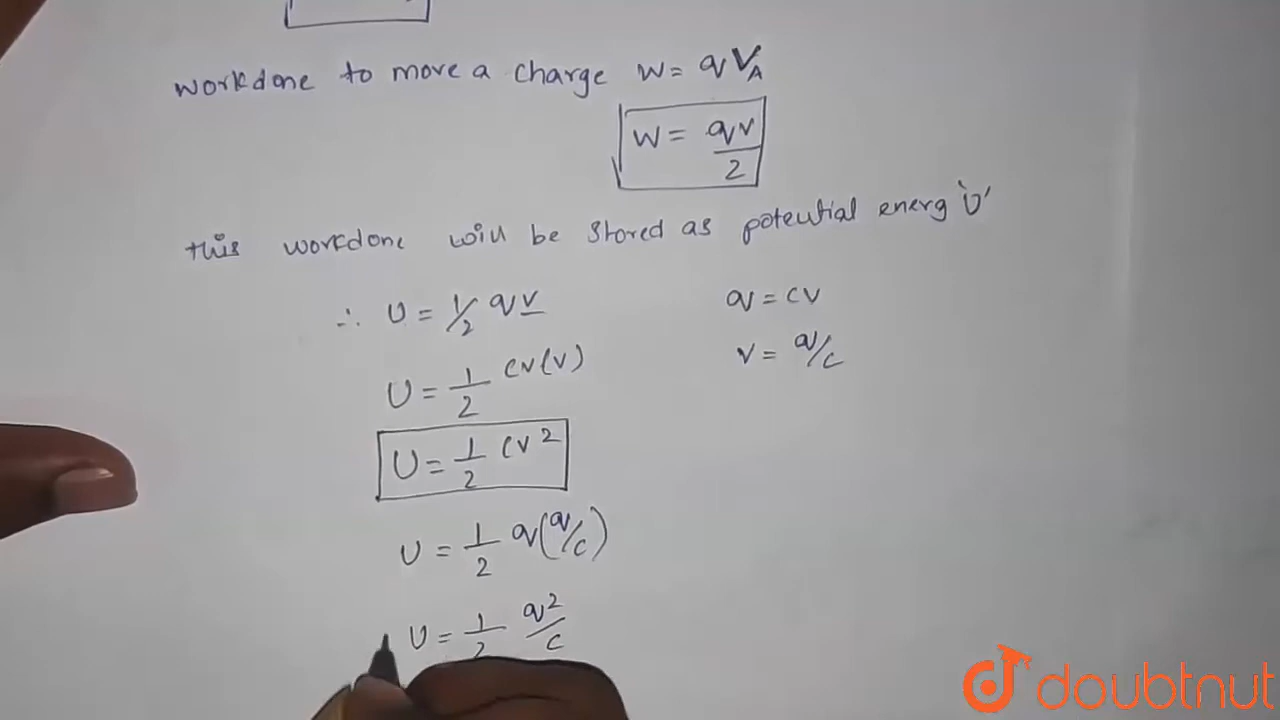 workdone to move a charge W = qV_A
W = qv/2
this workdone will be stored as potential energ 'U'
∴ U = 1/2 qv q = cv
U = 1/2 cv(v) v = q/c
U = 1/2 cv²
U = 1/2 q(q/c)
U = 1/2 q²/c
doubtnut